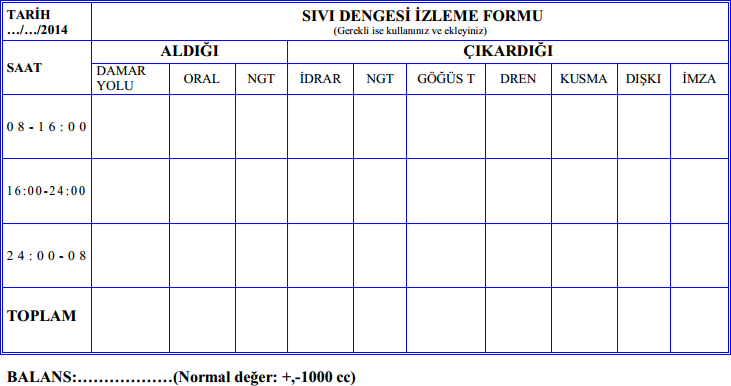 TARİH
…/…/2014
SIVI DENGESİ İZLEME FORMU
(Gerekli ise kullanınız ve ekleyiniz)
SAAT
ALDIĞI
ÇIKARDIĞI
DAMAR YOLU
ORAL
NGT
İDRAR
NGT
GÖĞÜS T
DREN
KUSMA
DIŞKI
İMZA
08-16:00
16:00-24:00
24:00-08
TOPLAM
BALANS:………………(Normal değer: +,-1000 cc)